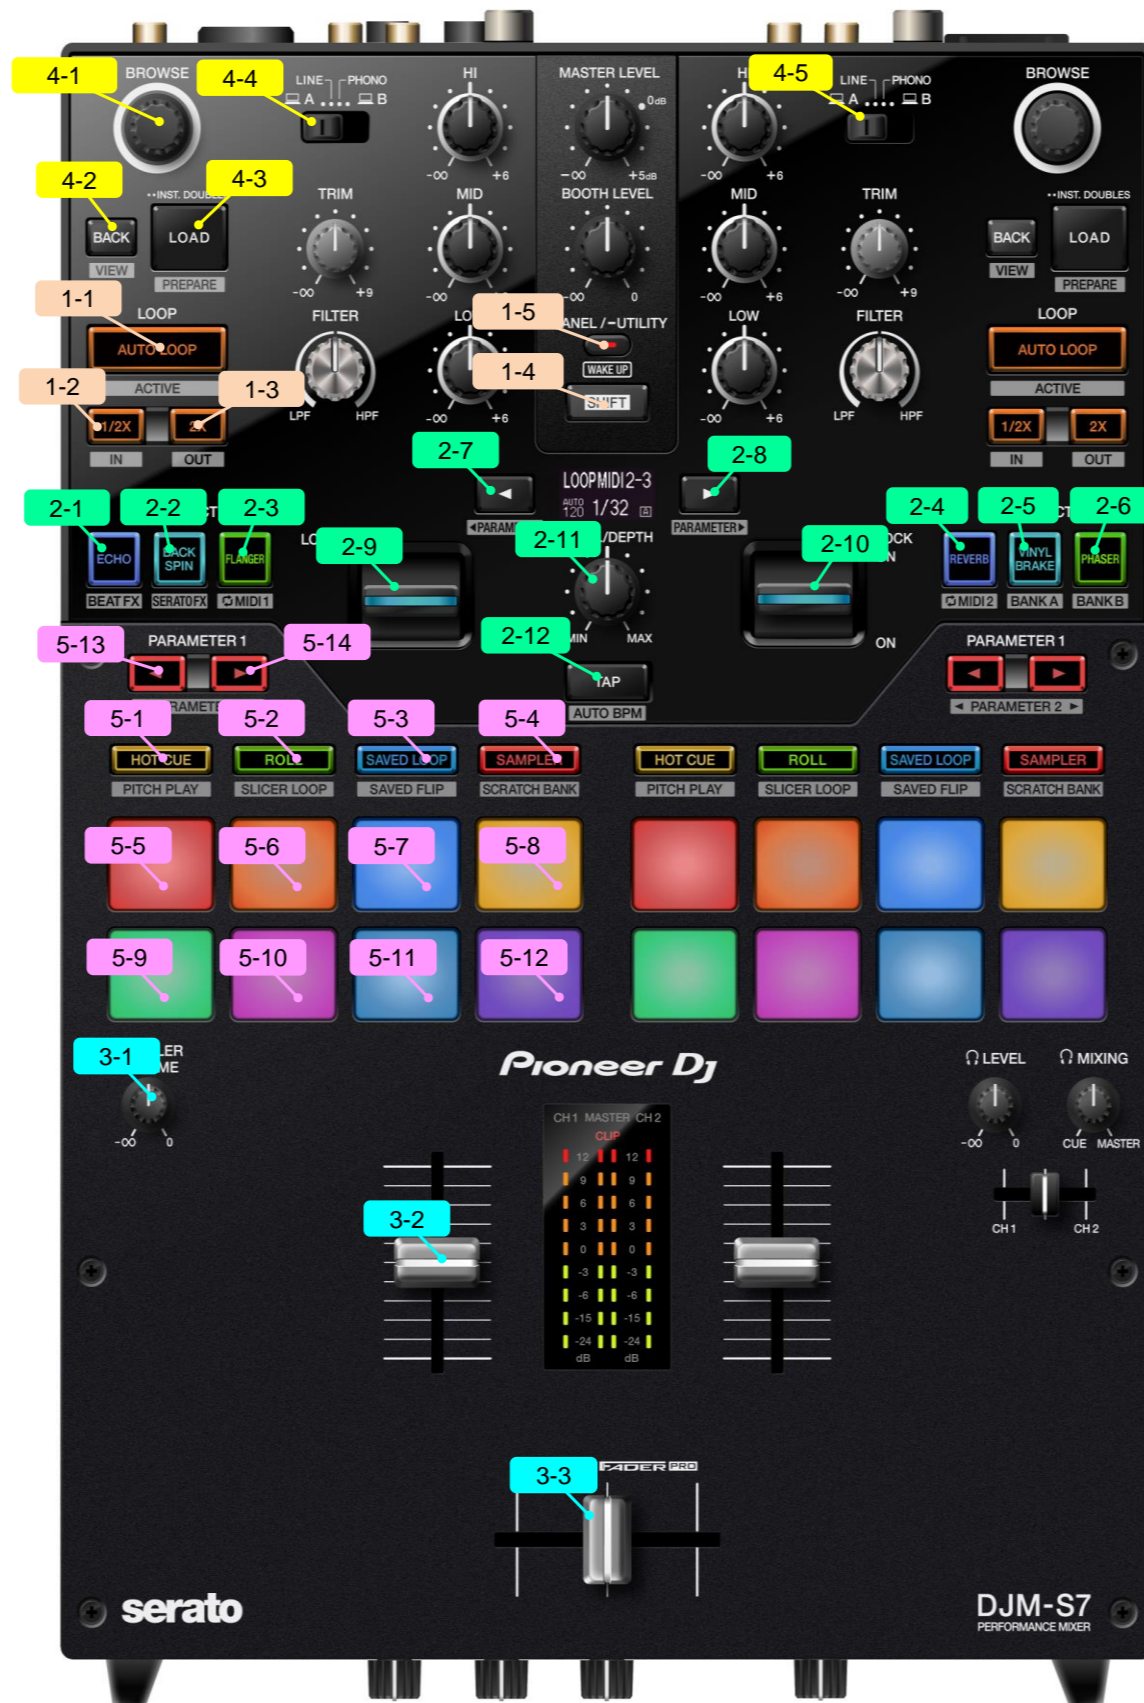 4-1 BROWSE 4-4 LINE PHONO HI MASTER LEVEL 4-5 LINE PHONO BROWSE
A B 0dB A B
-∞ +6 -∞ +5dB -∞ +6
4-2 ••INST. DOUBLES 4-3 TRIM MID BOOTH LEVEL MID TRIM ••INST. DOUBLES
BACK LOAD BACK LOAD
VIEW PREPARE -∞ +9 -∞ +6 -∞ 0 -∞ +6 -∞ +9 VIEW PREPARE
1-1 LOOP FILTER 1-5 -UTILITY LOW FILTER LOOP
AUTO LOOP WAKE UP AUTO LOOP
ACTIVE 1-4 ACTIVE
1-2 1-3 SHIFT
1/2X 2X LPF HPF +6 -∞ +6 LPF HPF 1/2X 2X
IN OUT IN OUT
2-7 2-8
◄ LOOPMIDI2-3 ►
AUTO 120 1/32 A
PARAMETER►
2-1 2-2 2-3 2-9 2-11 /DEPTH 2-10 2-4 2-5 2-6
ECHO BACK SPIN FLANGER REVERB VINYL BRAKE PHASER
BEAT FX SERATO FX MIDI 1 MIDI 2 BANK A BANK B
MAX ON
5-13 PARAMETER 1 5-14 2-12 PARAMETER 1
TAP ◄ ►
AUTO BPM ◄ PARAMETER 2 ►
5-1 5-2 5-3 5-4
HOT CUE ROLL SAVED LOOP SAMPLER HOT CUE ROLL SAVED LOOP SAMPLER
PITCH PLAY SLICER LOOP SAVED FLIP SCRATCH BANK PITCH PLAY SLICER LOOP SAVED FLIP SCRATCH BANK
5-5 5-6 5-7 5-8
5-9 5-10 5-11 5-12
3-1 Pioneer Dj LEVEL MIXING
-∞ 0 -∞ 0 CUE MASTER
CH 1 MASTER CH 2
CLIP
12 12
9 9
6 6
3 3
0 0
-3 -3
-6 -6
-15 -15
-24 -24
dB dB
CH 1 CH 2
3-2
3-3 FADER PRO
serato DJM-S7
PERFORMANCE MIXER